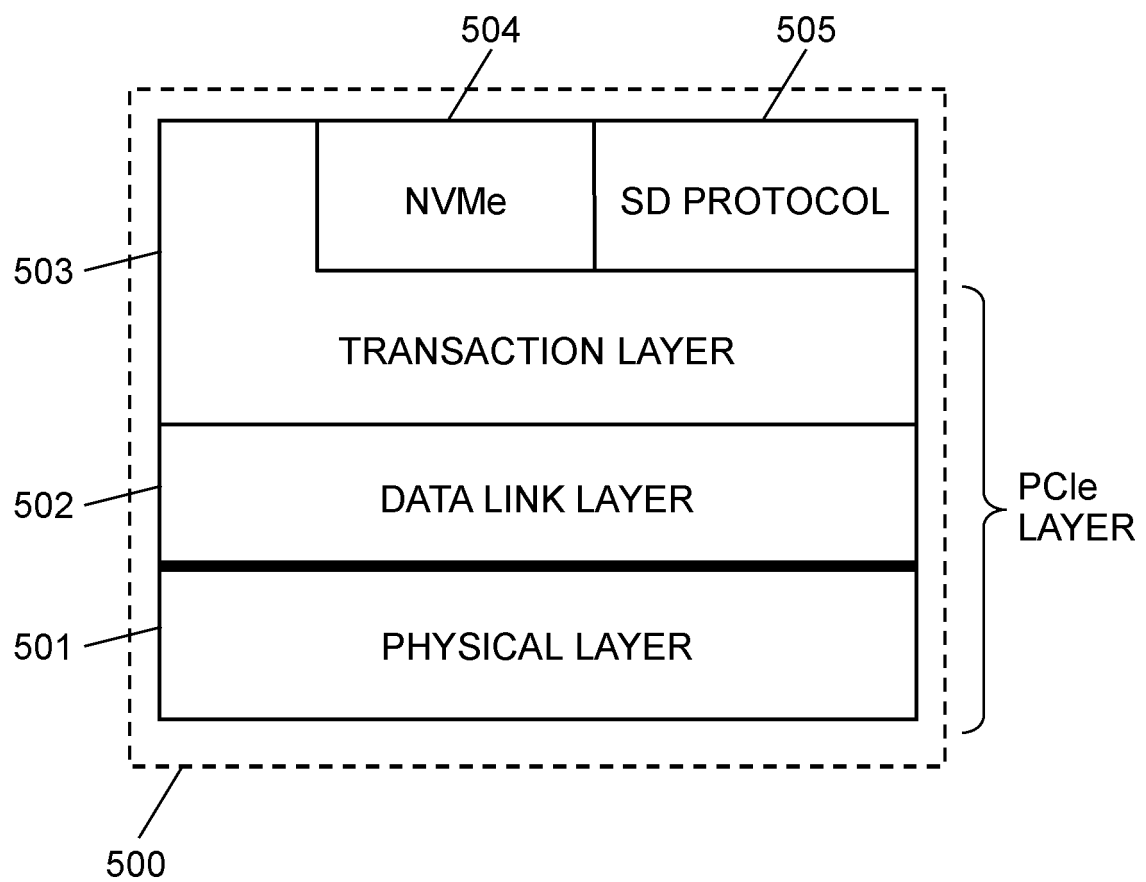 504
505
NVMe
SD PROTOCOL
503
TRANSACTION LAYER
502
DATA LINK LAYER
PCIe
LAYER
501
PHYSICAL LAYER
500